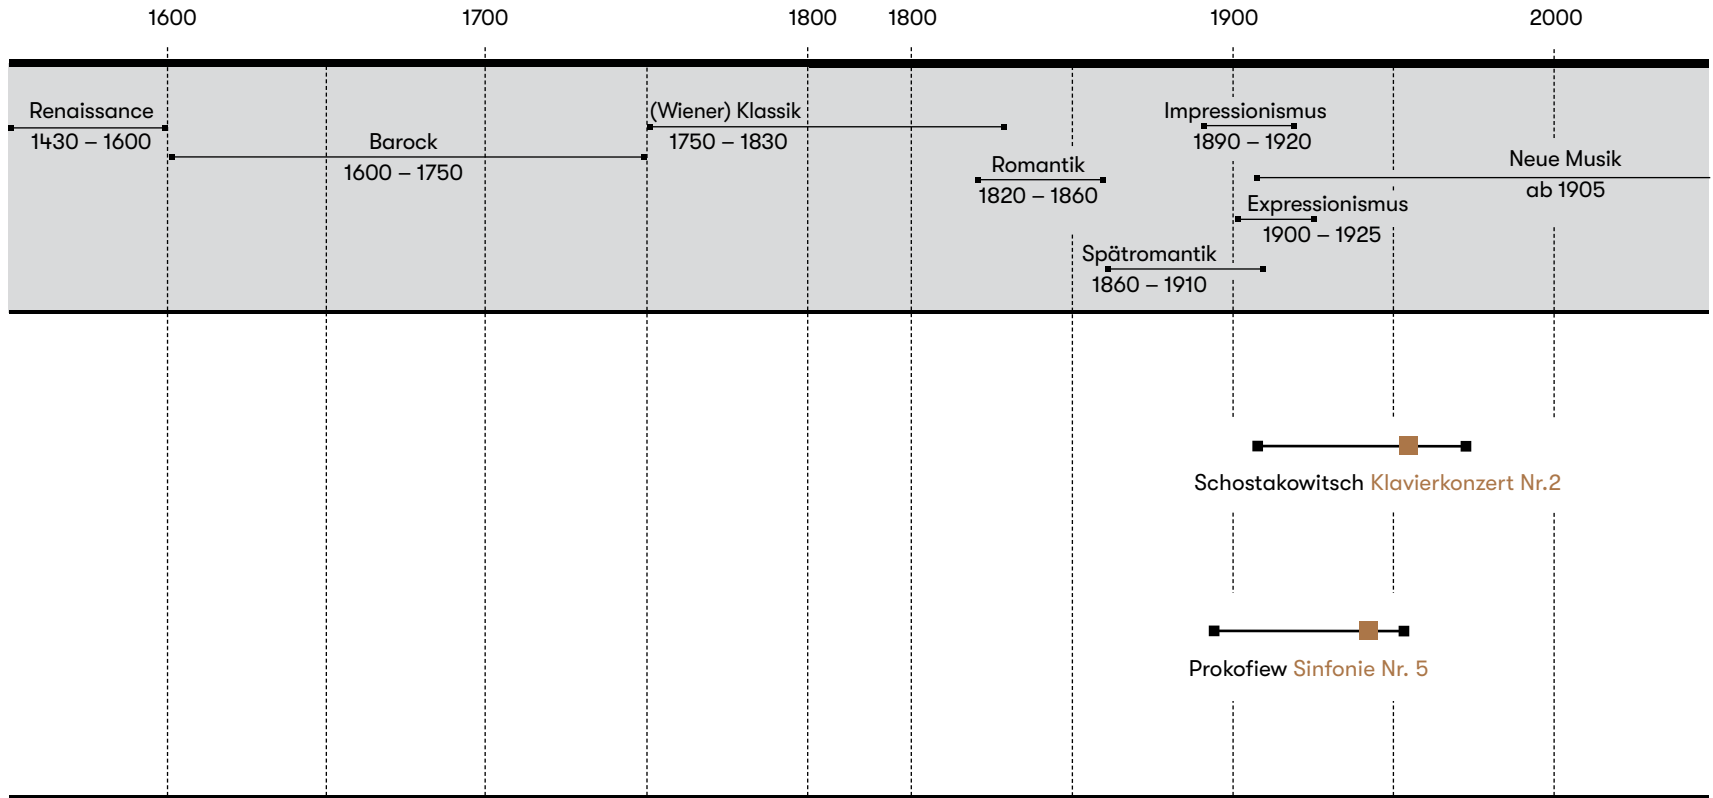 1600 1700 1800 1800 1900 2000
Renaissance
1430 – 1600
Barock
1600 – 1750
(Wiener) Klassik
1750 – 1830
Romantik
1820 – 1860
Spätromantik
1860 – 1910
Impressionismus
1890 – 1920
Expressionismus
1900 – 1925
Neue Musik
ab 1905
Schostakowitsch Klavierkonzert Nr.2
Prokofiew Sinfonie Nr. 5